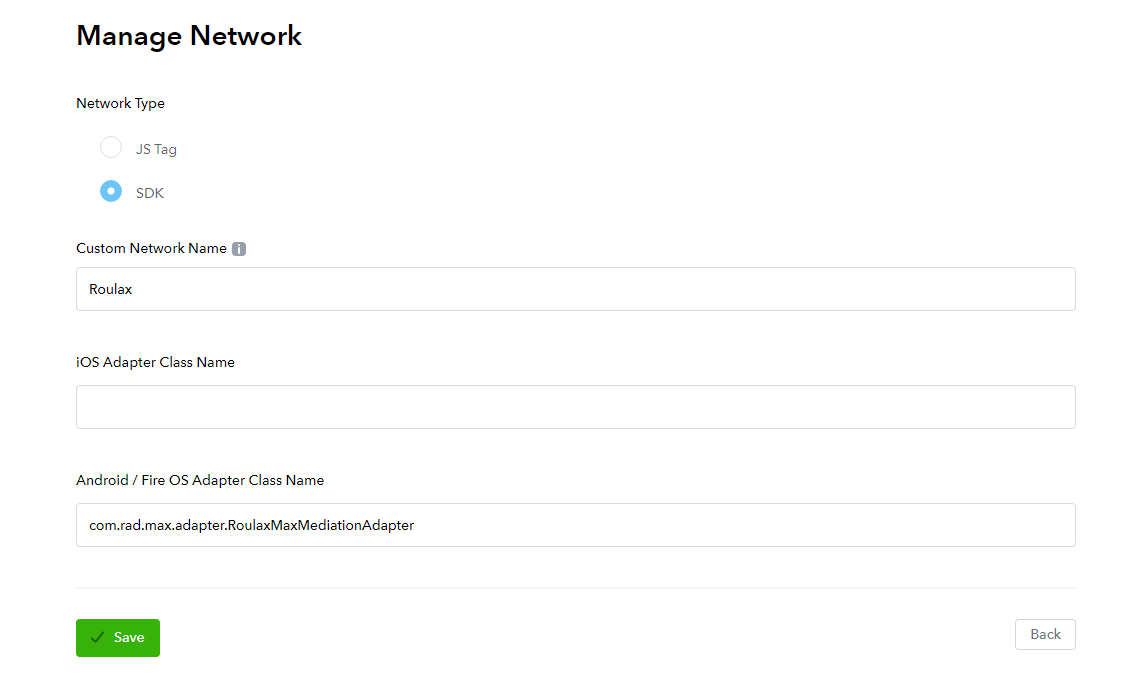 Manage Network
Network Type
JS Tag
SDK
Custom Network Name i
Roulax
iOS Adapter Class Name
Android / Fire OS Adapter Class Name
com.rad.max.adapter.RoulaxMaxMediationAdapter
Save
Back